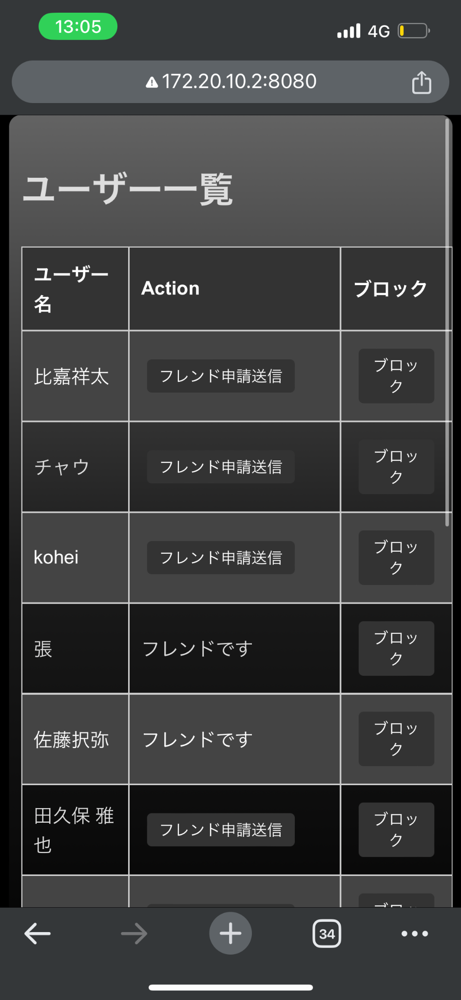 13:05
4G
172.20.10.2:8080
ユーザー一覧
ユーザー
名
Action
ブロック
比嘉祥太
フレンド申請送信
ブロッ
ク
チャウ
フレンド申請送信
ブロッ
ク
kohei
フレンド申請送信
ブロッ
ク
張
フレンドです
ブロッ
ク
佐藤択弥
フレンドです
ブロッ
ク
田久保 雅
也
フレンド申請送信
ブロッ
ク
34